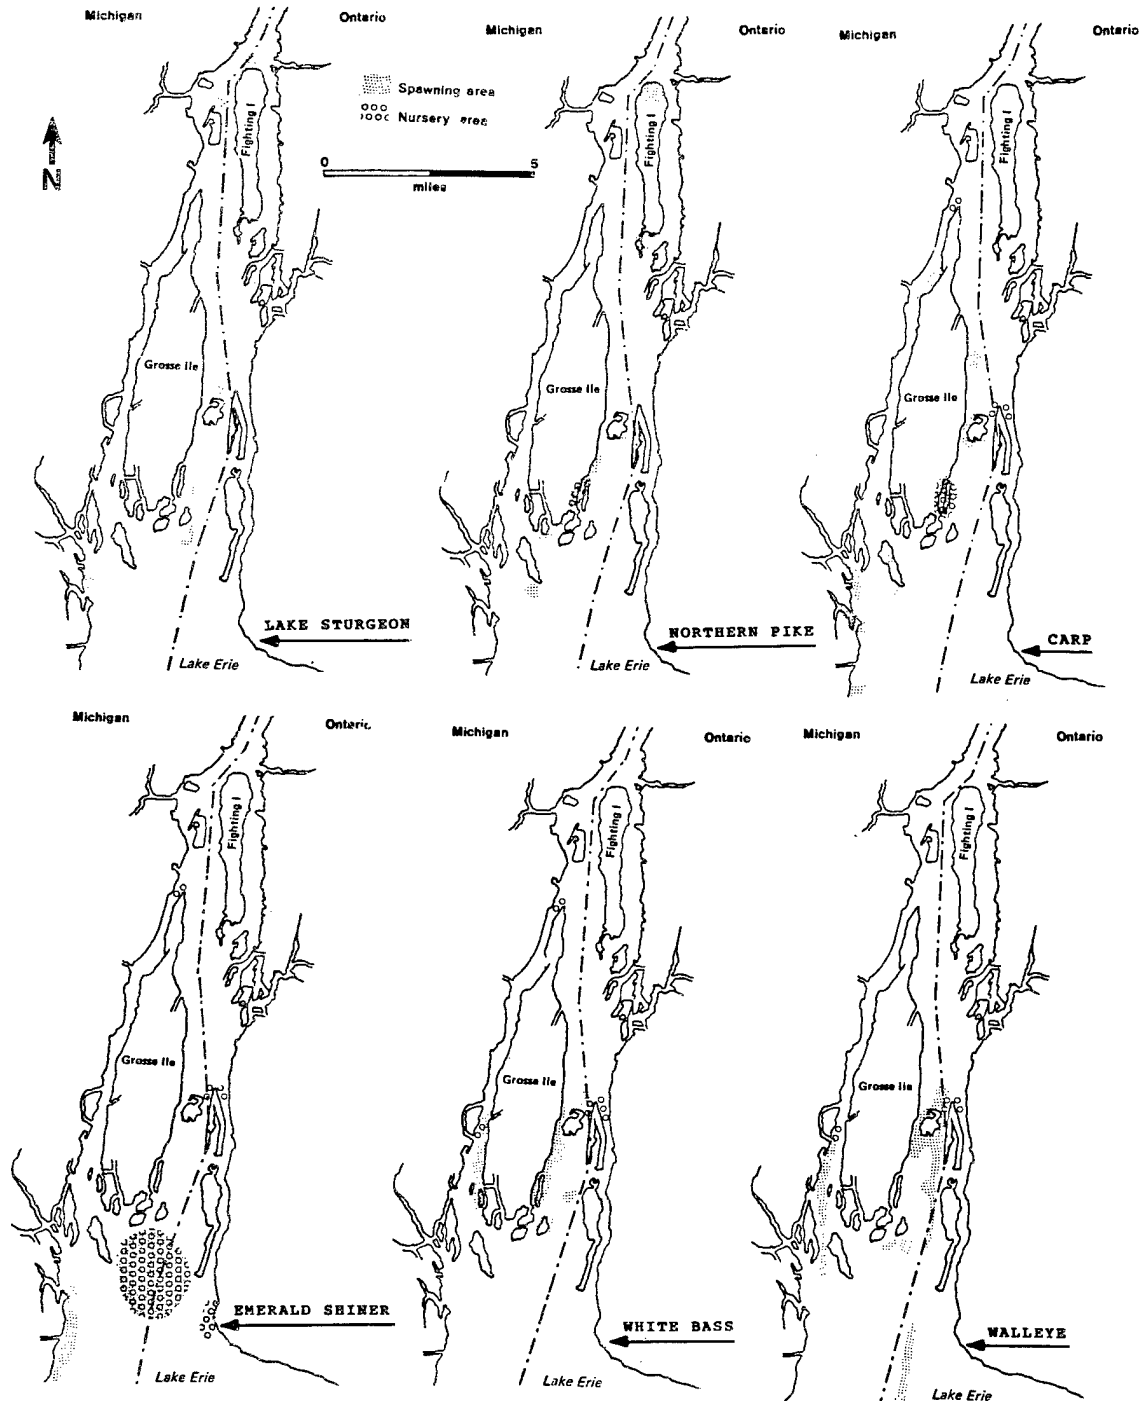 Michigan
Ontario
Spawning area
Nursery area
N
0
5
miles
Fighting I
Grosse Ile
LAKE STURGEON
Lake Erie
Michigan
Ontario
Fighting I
Grosse Ile
NORTHERN PIKE
Lake Erie
Michigan
Ontario
Fighting I
Grosse Ile
CARP
Lake Erie
Michigan
Ontario
Fighting I
Grosse Ile
EMERALD SHINER
Lake Erie
Michigan
Ontario
Fighting I
Grosse Ile
WHITE BASS
Lake Erie
Michigan
Ontario
Fighting I
Grosse Ile
WALLEYE
Lake Erie